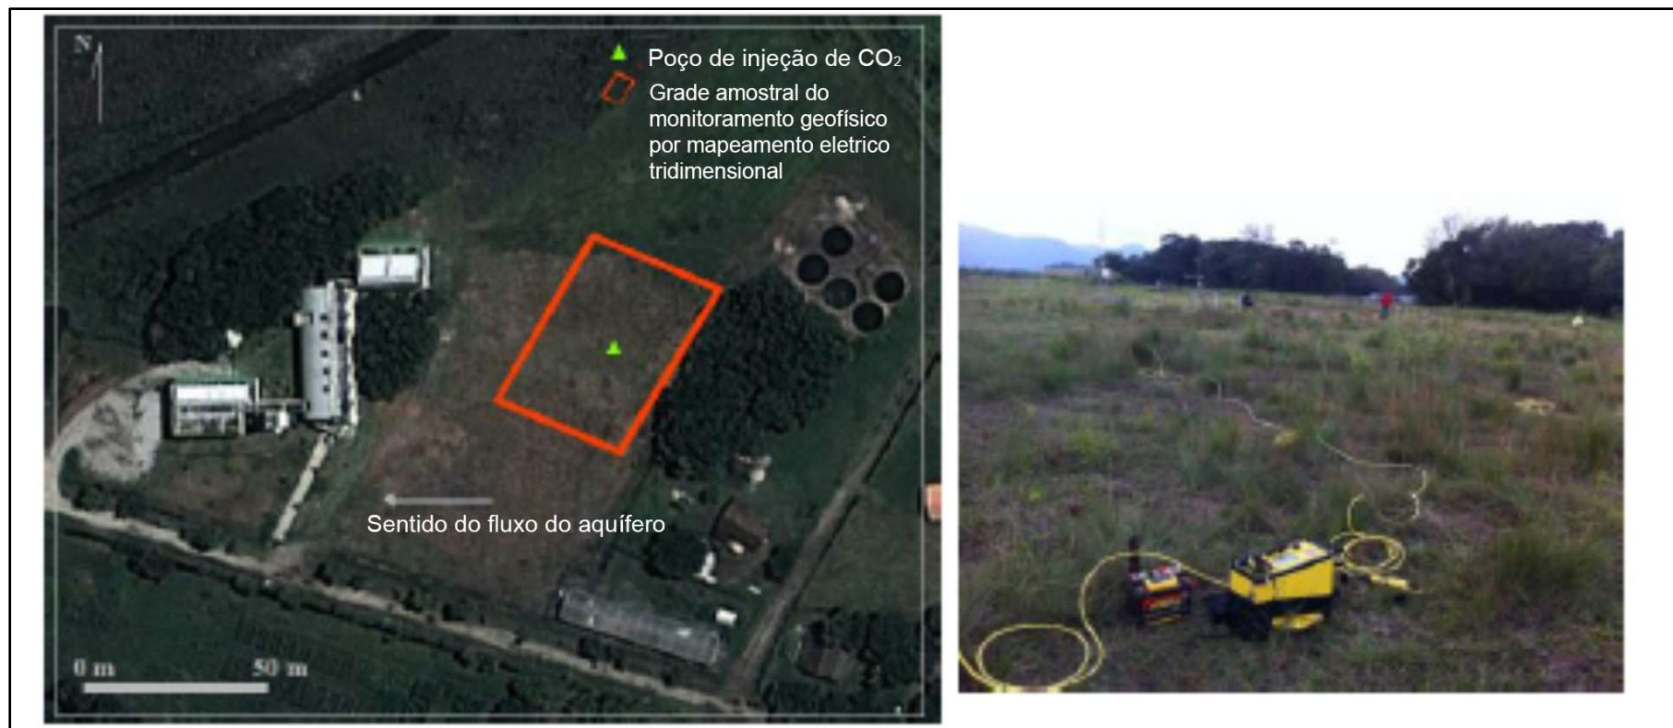 N
Poço de injeção de CO₂
Grade amostral do
monitoramento geofísico
por mapeamento eletrico
tridimensional
Sentido do fluxo do aquífero
0 m 50 m